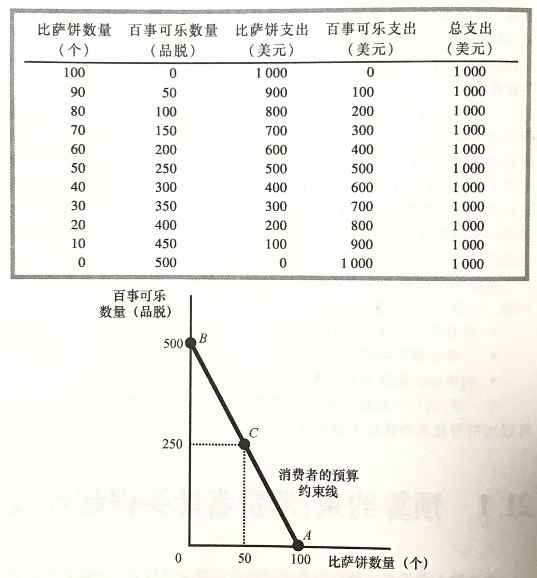 比萨饼数量 百事可乐数量 比萨饼支出 百事可乐支出 总支出
（个） （品脱） （美元） （美元） （美元）
100 0 1 000 0 1 000
90 50 900 100 1 000
80 100 800 200 1 000
70 150 700 300 1 000
60 200 600 400 1 000
50 250 500 500 1 000
40 300 400 600 1 000
30 350 300 700 1 000
20 400 200 800 1 000
10 450 100 900 1 000
0 500 0 1 000 1 000
百事可乐
数量（品脱）
500 B
250 C
消费者的预算
约束线
A
0 50 100 比萨饼数量（个）